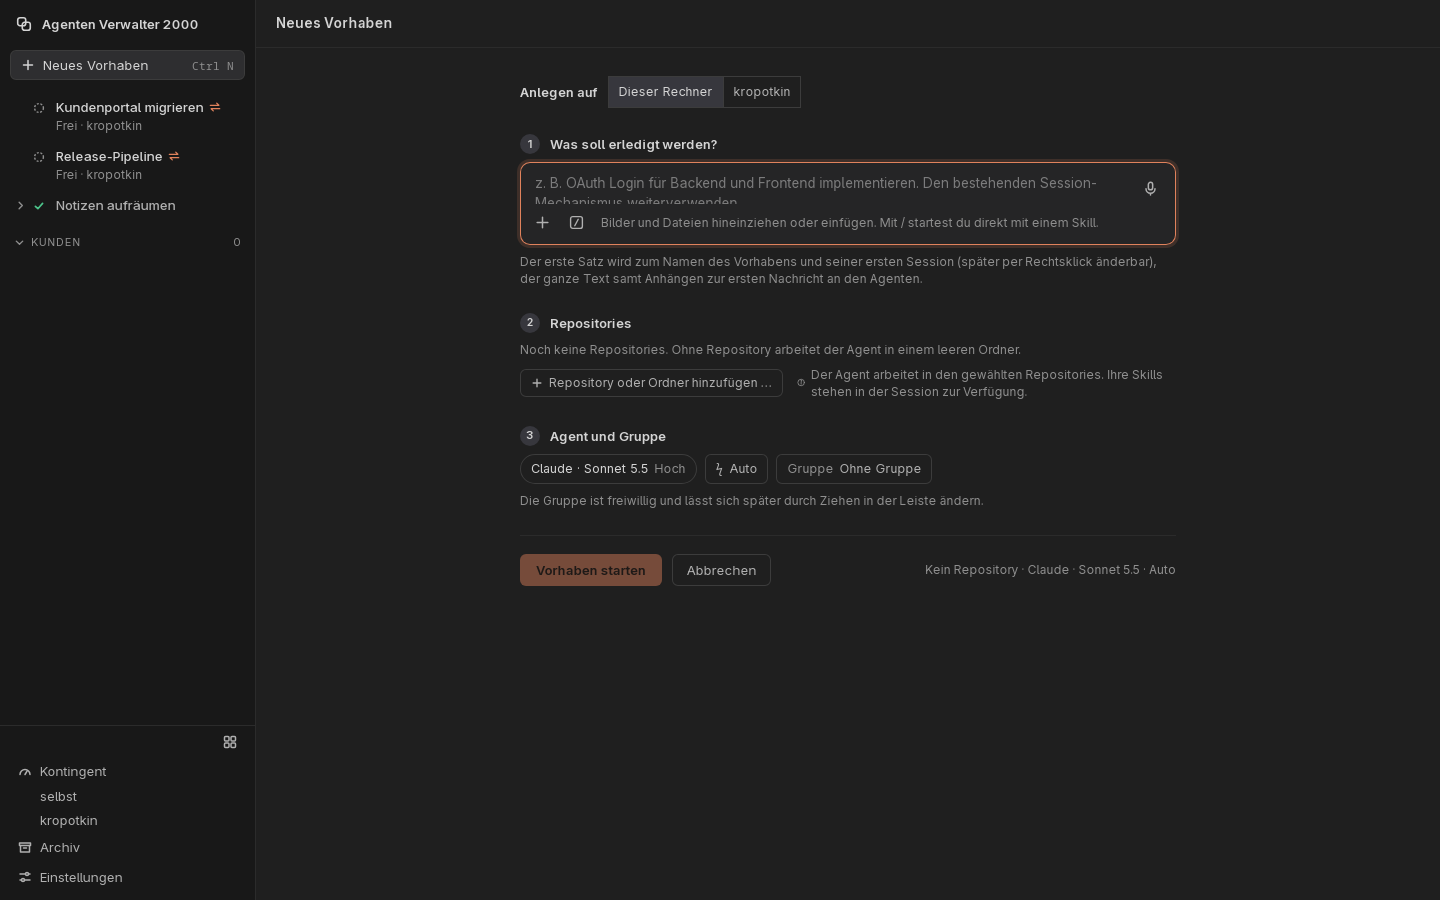 Agenten Verwalter 2000
Neues Vorhaben Ctrl N
Kundenportal migrieren
Frei · kropotkin
Release-Pipeline
Frei · kropotkin
Notizen aufräumen
KUNDEN 0
Kontingent
selbst
kropotkin
Archiv
Einstellungen
Neues Vorhaben
Anlegen auf Dieser Rechner kropotkin
1 Was soll erledigt werden?
z. B. OAuth Login für Backend und Frontend implementieren. Den bestehenden Session-
Mechanismus weiterverwenden.
Bilder und Dateien hineinziehen oder einfügen. Mit / startest du direkt mit einem Skill.
Der erste Satz wird zum Namen des Vorhabens und seiner ersten Session (später per Rechtsklick änderbar),
der ganze Text samt Anhängen zur ersten Nachricht an den Agenten.
2 Repositories
Noch keine Repositories. Ohne Repository arbeitet der Agent in einem leeren Ordner.
Repository oder Ordner hinzufügen …
Der Agent arbeitet in den gewählten Repositories. Ihre Skills
stehen in der Session zur Verfügung.
3 Agent und Gruppe
Claude · Sonnet 5.5 Hoch Auto Gruppe Ohne Gruppe
Die Gruppe ist freiwillig und lässt sich später durch Ziehen in der Leiste ändern.
Vorhaben starten Abbrechen Kein Repository · Claude · Sonnet 5.5 · Auto